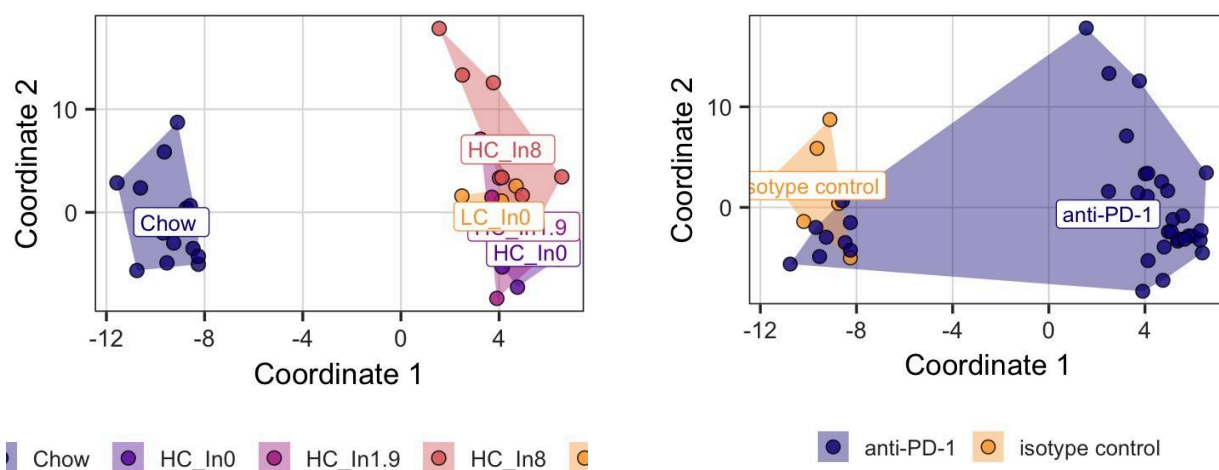 Coordinate 2
10
0
HC_In8
LC_In0
HC_In1.9
HC_In0
Chow
-12 -8 -4 0 4
Coordinate 1
Chow HC_In0 HC_In1.9 HC_In8
Coordinate 2
10
0
sotype control
anti-PD-1
-12 -8 -4 0 4
Coordinate 1
anti-PD-1 isotype control